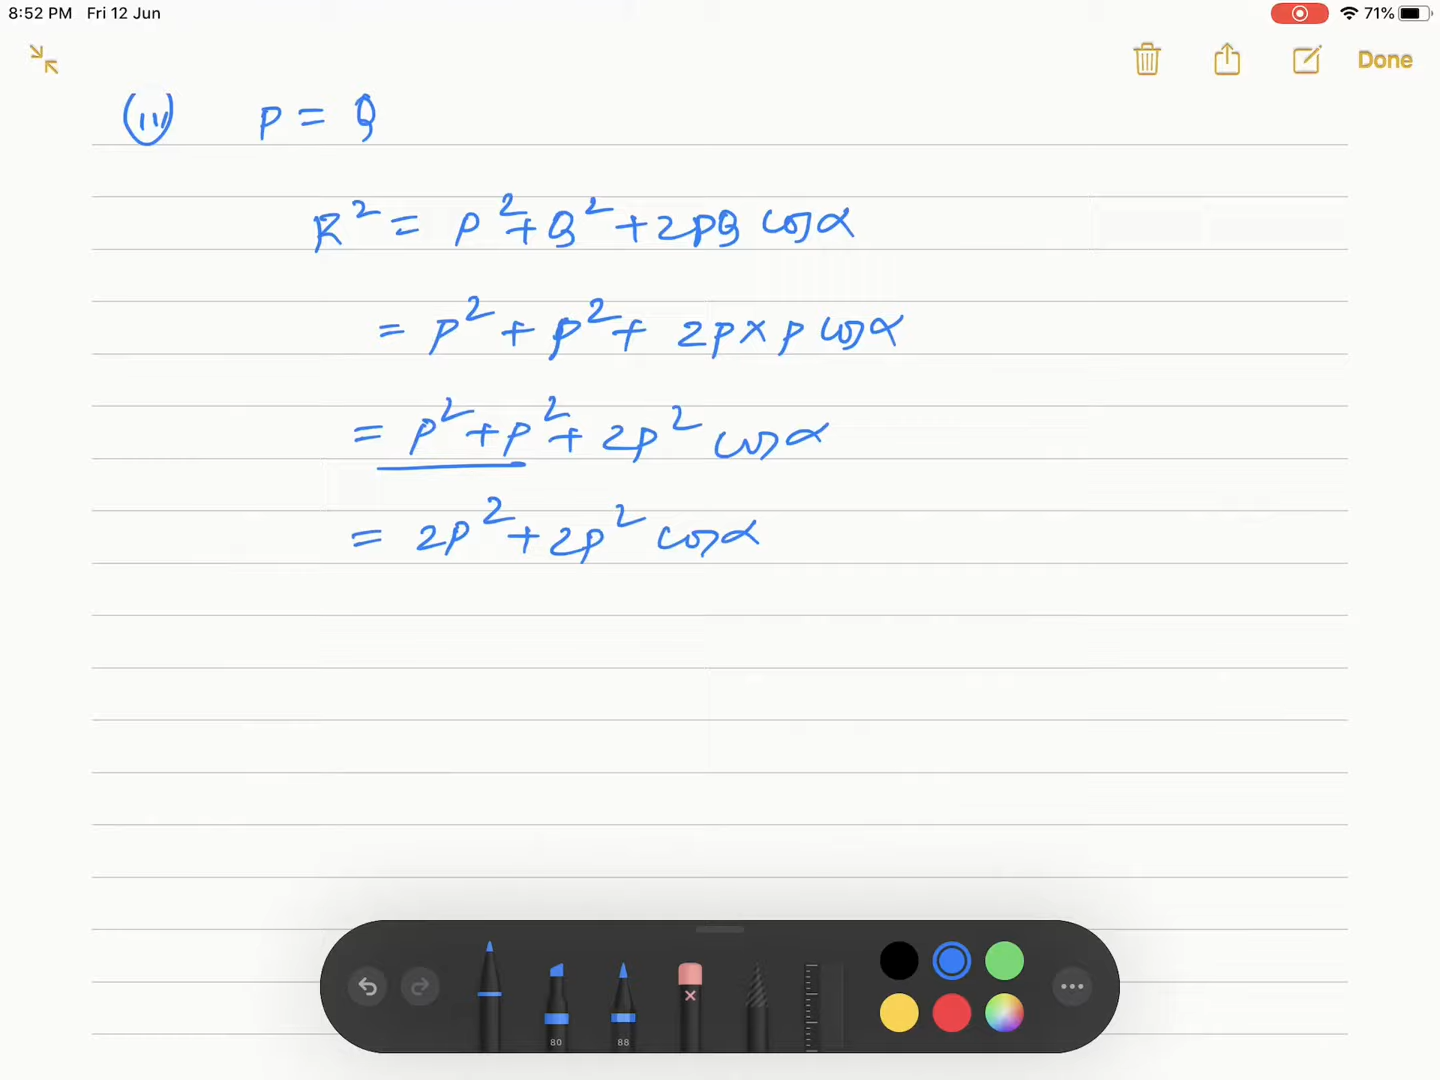 8:52 PM Fri 12 Jun 71%
Done
(iii) P = Q
R² = P² + Q² + 2PQ cosα
= P² + P² + 2P × P cosα
= P² + P² + 2P² cosα
= 2P² + 2P² cosα
80 88